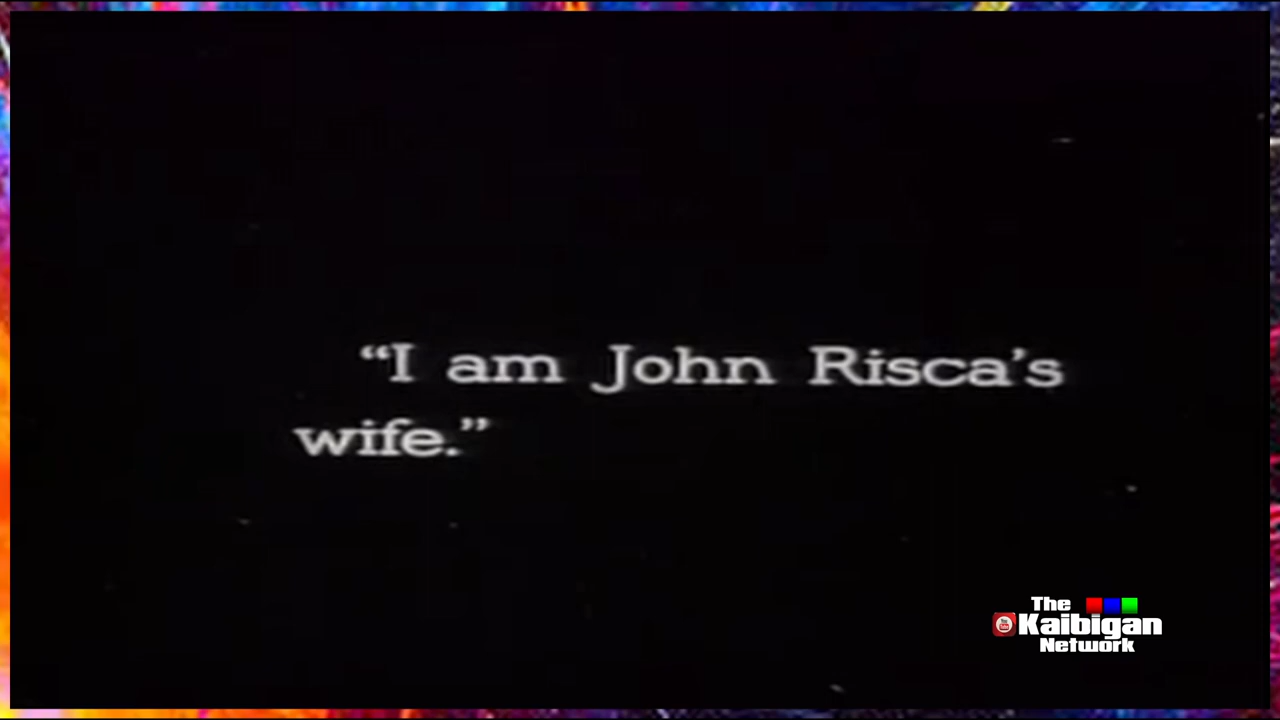 “I am John Risca’s
wife.”
The
Kaibigan
Network